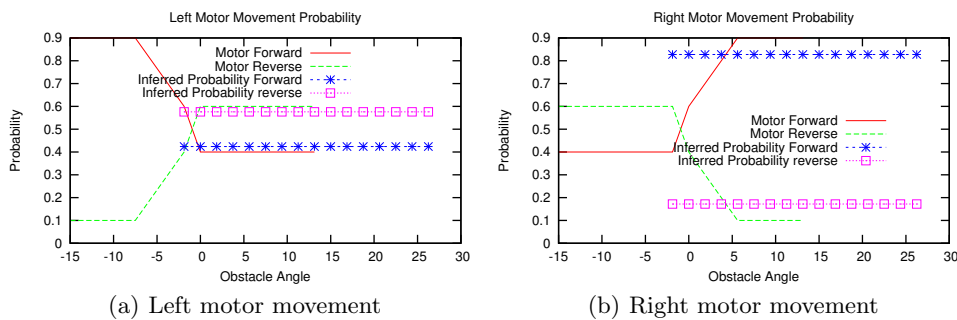 Left Motor Movement Probability
0.9
0.8
0.7
0.6
0.5
0.4
0.3
0.2
0.1
0
Probability
Motor Forward
Motor Reverse
Inferred Probability Forward
Inferred Probability reverse
-15 -10 -5 0 5 10 15 20 25 30
Obstacle Angle
(a) Left motor movement
Right Motor Movement Probability
0.9
0.8
0.7
0.6
0.5
0.4
0.3
0.2
0.1
0
Probability
Motor Forward
Motor Reverse
Inferred Probability Forward
Inferred Probability reverse
-15 -10 -5 0 5 10 15 20 25 30
Obstacle Angle
(b) Right motor movement